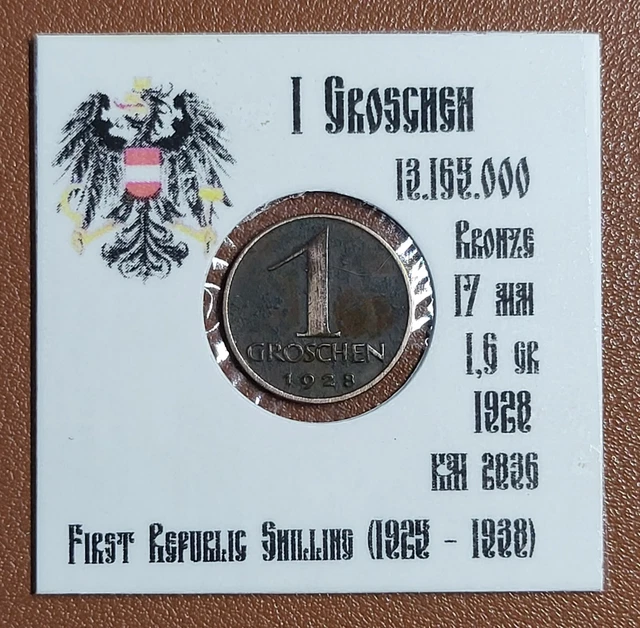 1 GROSCHEN
13.165.000
BRONZE
17 MM
1,6 GR
1
GROSCHEN
1928
1928
KM 2836
FIRST REPUBLIC SHILLING (1925 - 1938)